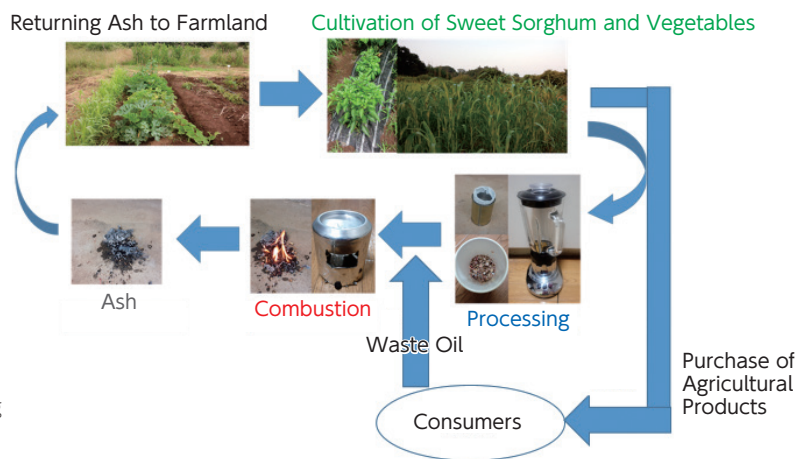 Returning Ash to Farmland
Cultivation of Sweet Sorghum and Vegetables
Ash
Combustion
Processing
Waste Oil
Consumers
Purchase of
Agricultural
Products